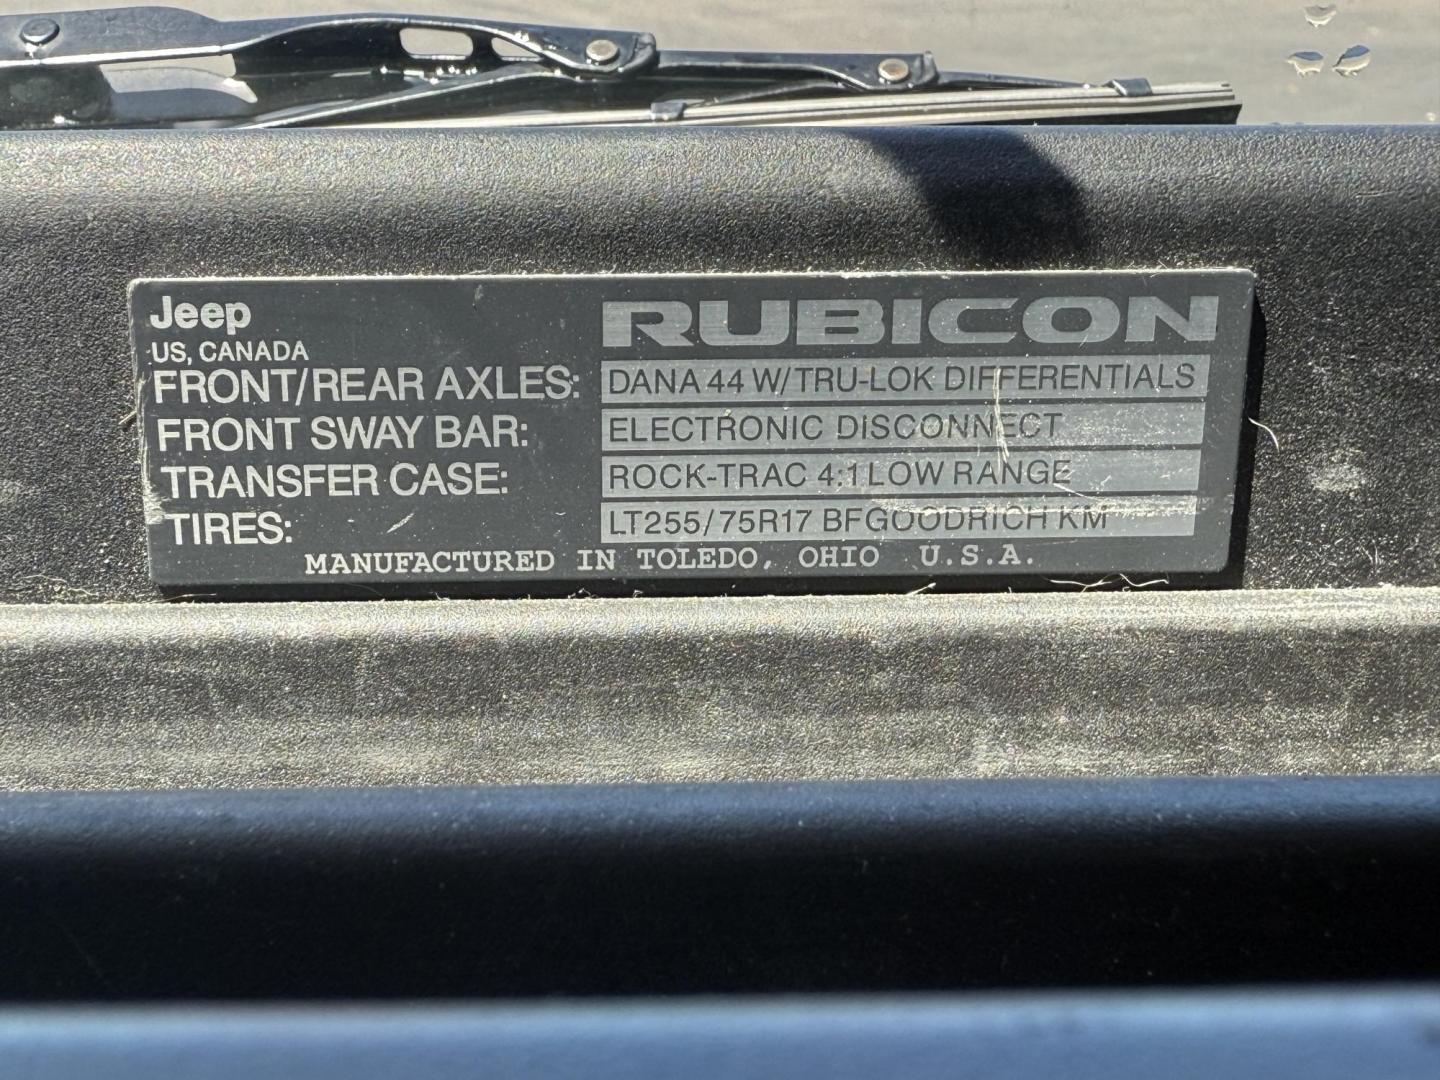 Jeep
RUBICON
US, CANADA
FRONT/REAR AXLES: DANA 44 W/TRU-LOK DIFFERENTIALS
FRONT SWAY BAR: ELECTRONIC DISCONNECT
TRANSFER CASE: ROCK-TRAC 4:1 LOW RANGE
TIRES: LT255/75R17 BFGOODRICH KM
MANUFACTURED IN TOLEDO, OHIO U.S.A.